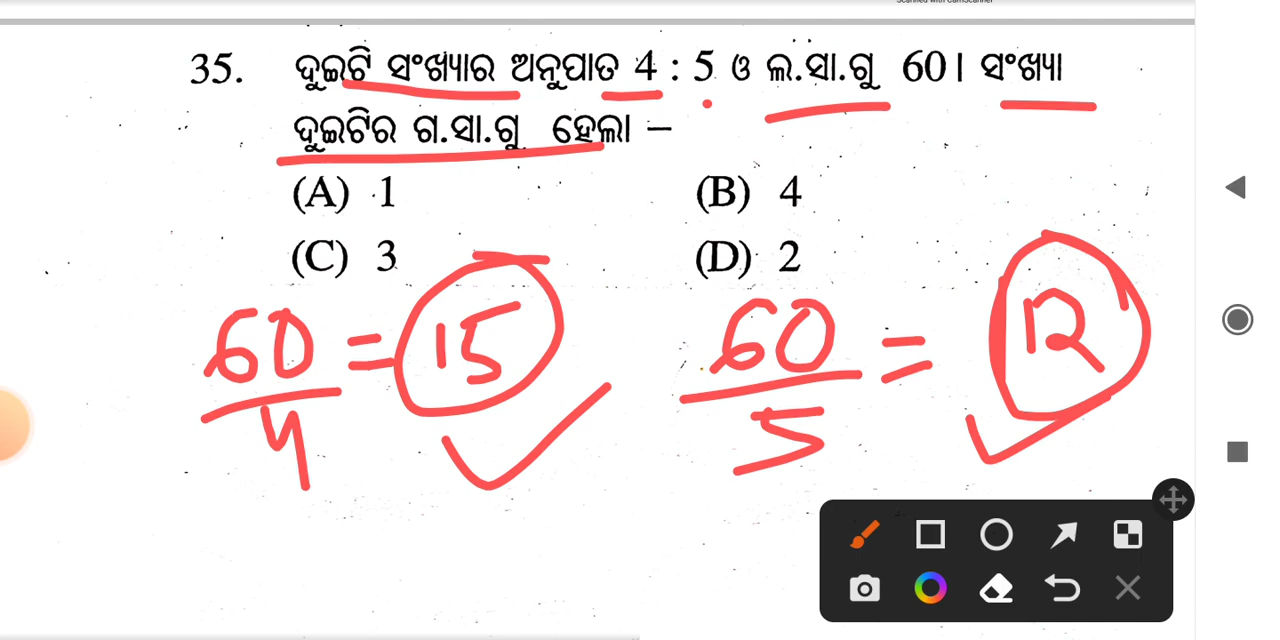 35. ଦୁଇଟି ସଂଖ୍ୟାର ଅନୁପାତ 4 : 5 ଓ ଲ.ସା.ଗୁ 60। ସଂଖ୍ୟା
ଦୁଇଟିର ଗ.ସା.ଗୁ ହେଲା –
(A) 1 (B) 4
(C) 3 (D) 2
60/4 = 15 60/5 = 12